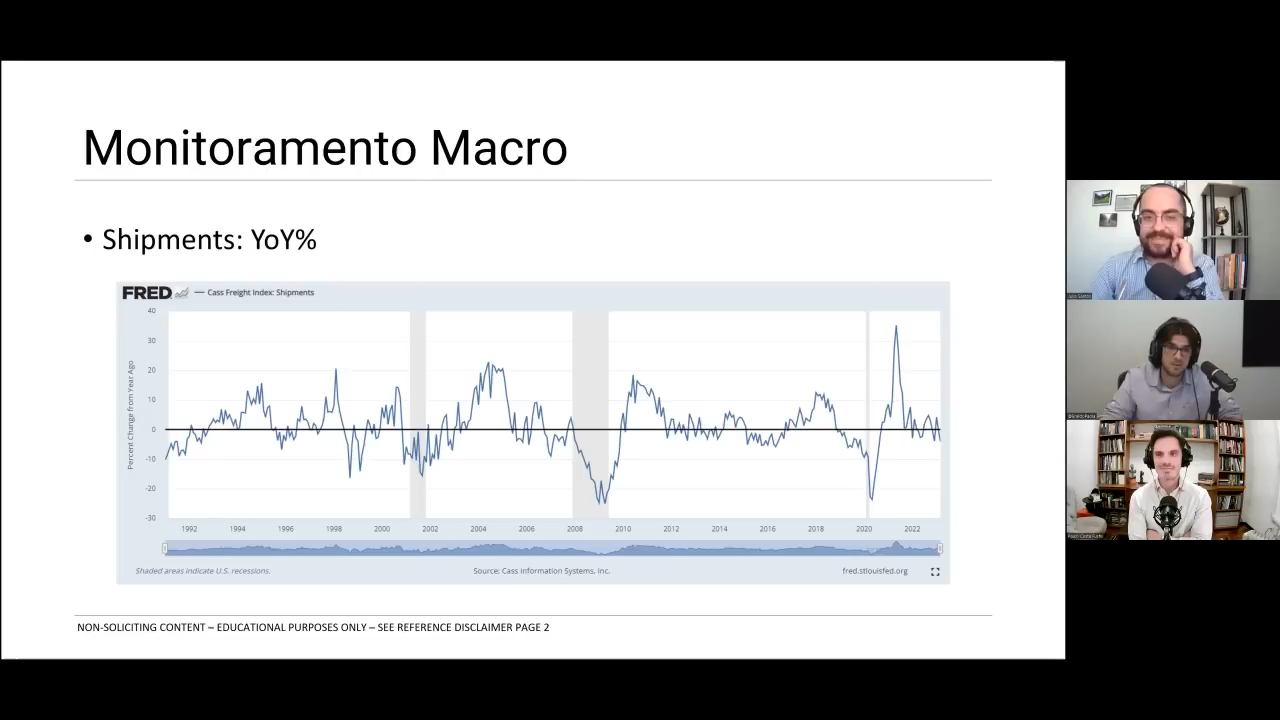 Monitoramento Macro
• Shipments: YoY%
FRED
Cass Freight Index: Shipments
Percent Change from Year Ago
40
30
20
10
0
-10
-20
-30
1992 1994 1996 1998 2000 2002 2004 2006 2008 2010 2012 2014 2016 2018 2020 2022
Shaded areas indicate U.S. recessions.
Source: Cass Information Systems, Inc.
fred.stlouisfed.org
NON-SOLICITING CONTENT – EDUCATIONAL PURPOSES ONLY – SEE REFERENCE DISCLAIMER PAGE 2